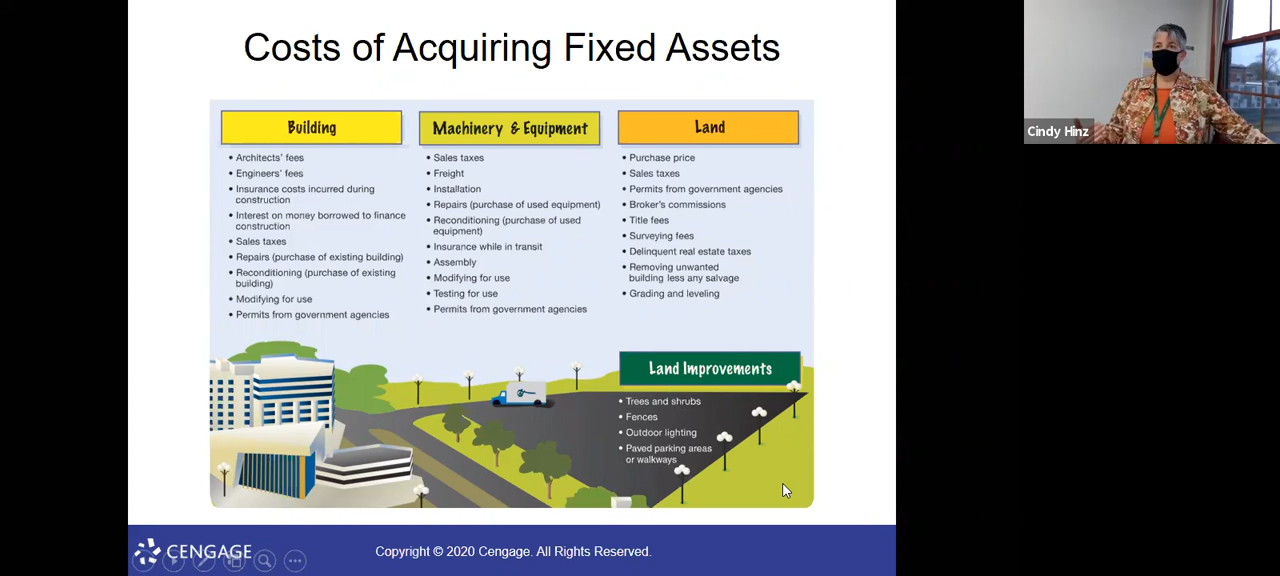 Costs of Acquiring Fixed Assets
Building
• Architects' fees
• Engineers' fees
• Insurance costs incurred during
construction
• Interest on money borrowed to finance
construction
• Sales taxes
• Repairs (purchase of existing building)
• Reconditioning (purchase of existing
building)
• Modifying for use
• Permits from government agencies
Machinery & Equipment
• Sales taxes
• Freight
• Installation
• Repairs (purchase of used equipment)
• Reconditioning (purchase of used
equipment)
• Insurance while in transit
• Assembly
• Modifying for use
• Testing for use
• Permits from government agencies
Land
• Purchase price
• Sales taxes
• Permits from government agencies
• Broker's commissions
• Title fees
• Surveying fees
• Delinquent real estate taxes
• Removing unwanted
building less any salvage
• Grading and leveling
Land Improvements
• Trees and shrubs
• Fences
• Outdoor lighting
• Paved parking areas
or walkways
CENGAGE
Copyright © 2020 Cengage. All Rights Reserved.
Cindy Hinz